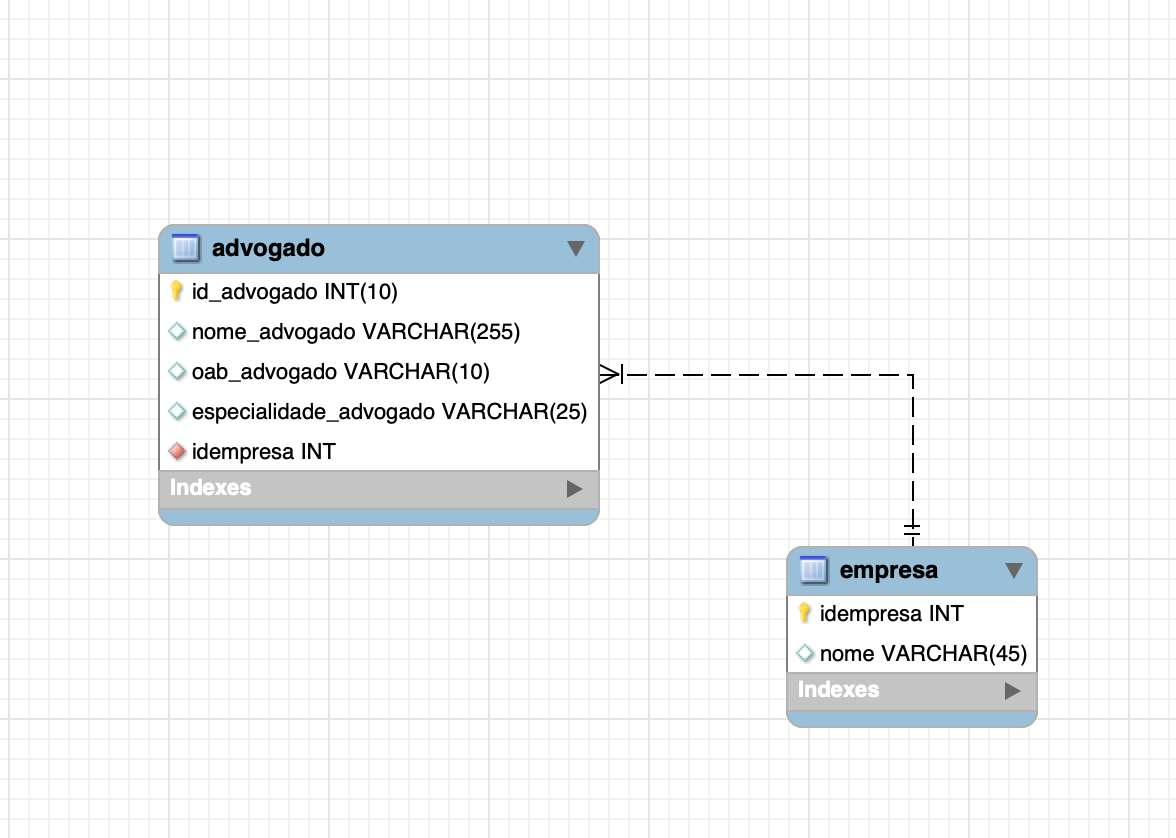 advogado
id_advogado INT(10)
nome_advogado VARCHAR(255)
oab_advogado VARCHAR(10)
especialidade_advogado VARCHAR(25)
idempresa INT
Indexes
empresa
idempresa INT
nome VARCHAR(45)
Indexes